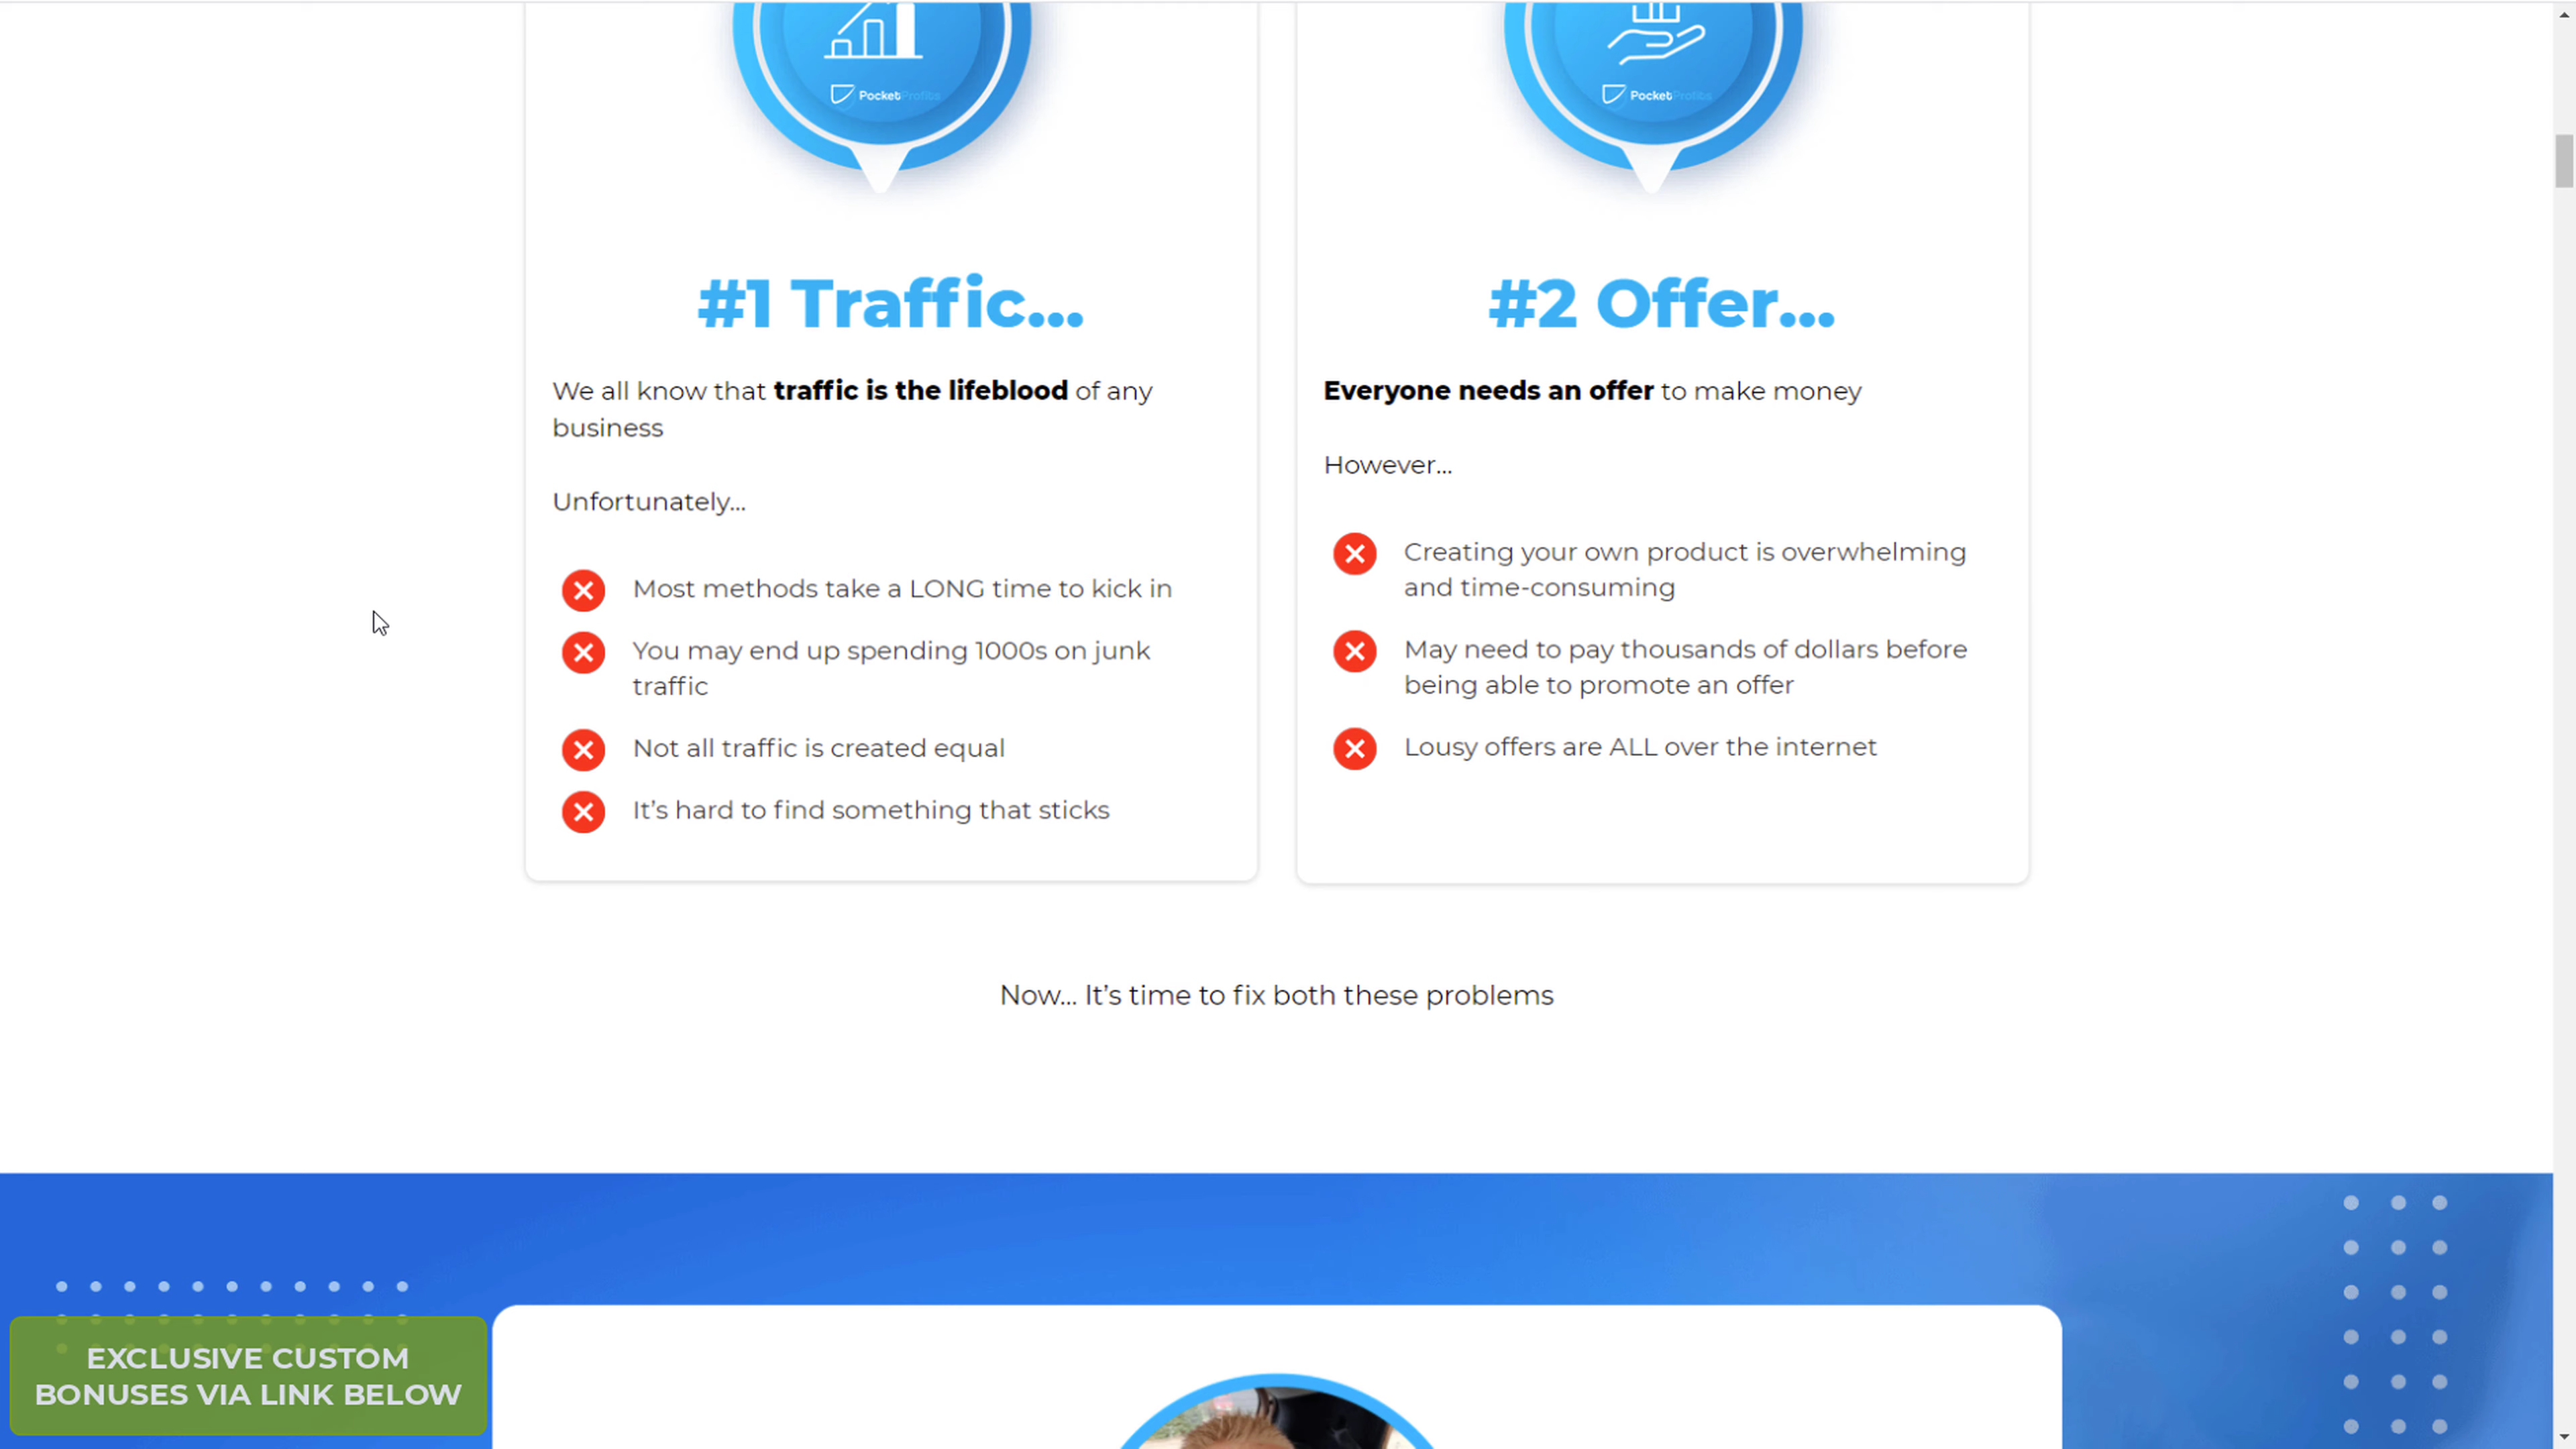 PocketProfits
#1 Traffic...
We all know that traffic is the lifeblood of any
business
Unfortunately...
Most methods take a LONG time to kick in
You may end up spending 1000s on junk
traffic
Not all traffic is created equal
It’s hard to find something that sticks
PocketProfits
#2 Offer...
Everyone needs an offer to make money
However...
Creating your own product is overwhelming
and time-consuming
May need to pay thousands of dollars before
being able to promote an offer
Lousy offers are ALL over the internet
Now... It’s time to fix both these problems
EXCLUSIVE CUSTOM
BONUSES VIA LINK BELOW